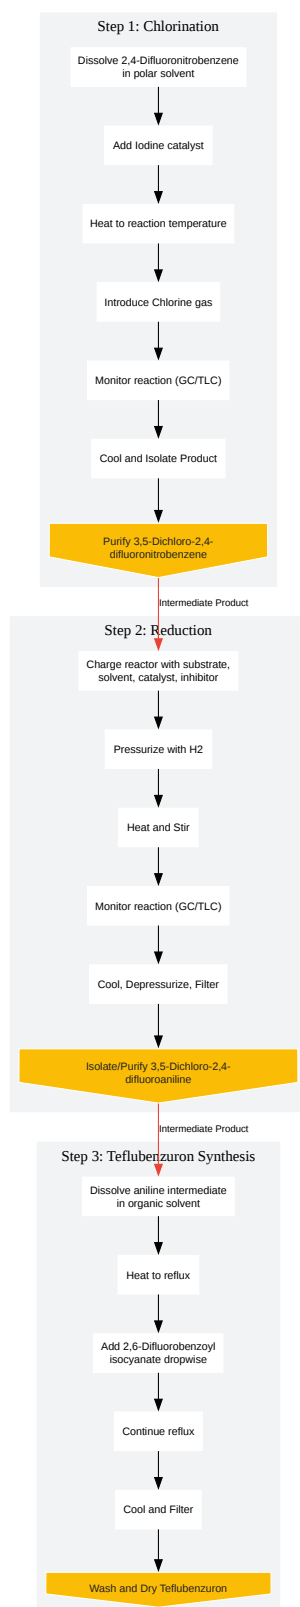 Step 1: Chlorination
Dissolve 2,4-Difluoronitrobenzene
in polar solvent
Add Iodine catalyst
Heat to reaction temperature
Introduce Chlorine gas
Monitor reaction (GC/TLC)
Cool and Isolate Product
Purify 3,5-Dichloro-2,4-
difluoronitrobenzene
Intermediate Product
Step 2: Reduction
Charge reactor with substrate,
solvent, catalyst, inhibitor
Pressurize with H2
Heat and Stir
Monitor reaction (GC/TLC)
Cool, Depressurize, Filter
Isolate/Purify 3,5-Dichloro-2,4-
difluoroaniline
Intermediate Product
Step 3: Teflubenzuron Synthesis
Dissolve aniline intermediate
in organic solvent
Heat to reflux
Add 2,6-Difluorobenzoyl
isocyanate dropwise
Continue reflux
Cool and Filter
Wash and Dry Teflubenzuron